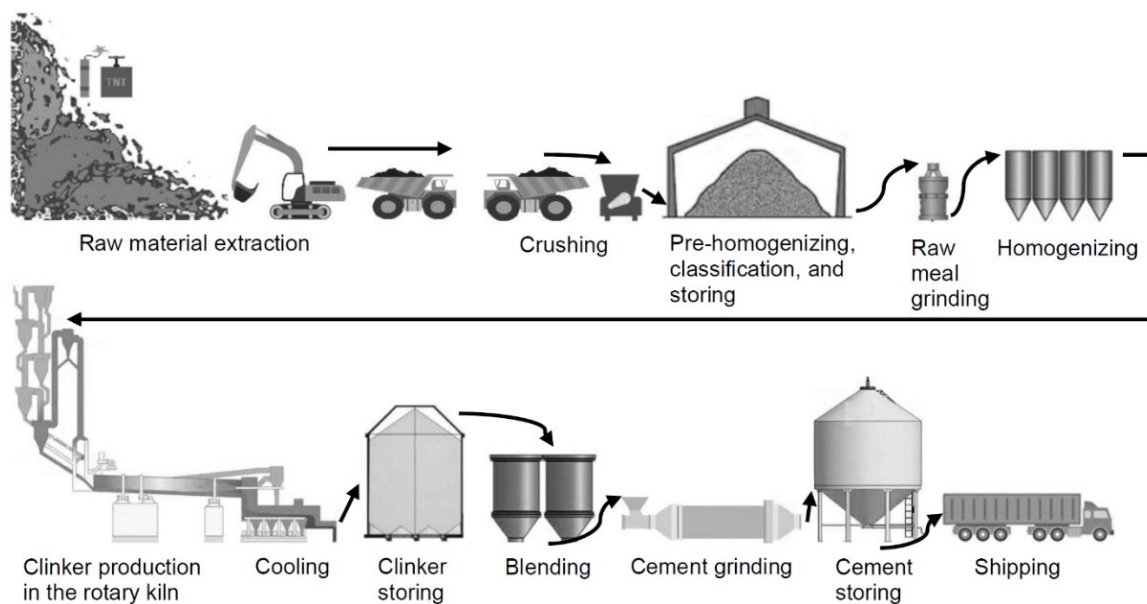 TNT
Raw material extraction
Crushing
Pre-homogenizing,
classification, and
storing
Raw
meal
grinding
Homogenizing
Clinker production
in the rotary kiln
Cooling
Clinker
storing
Blending
Cement grinding
Cement
storing
Shipping